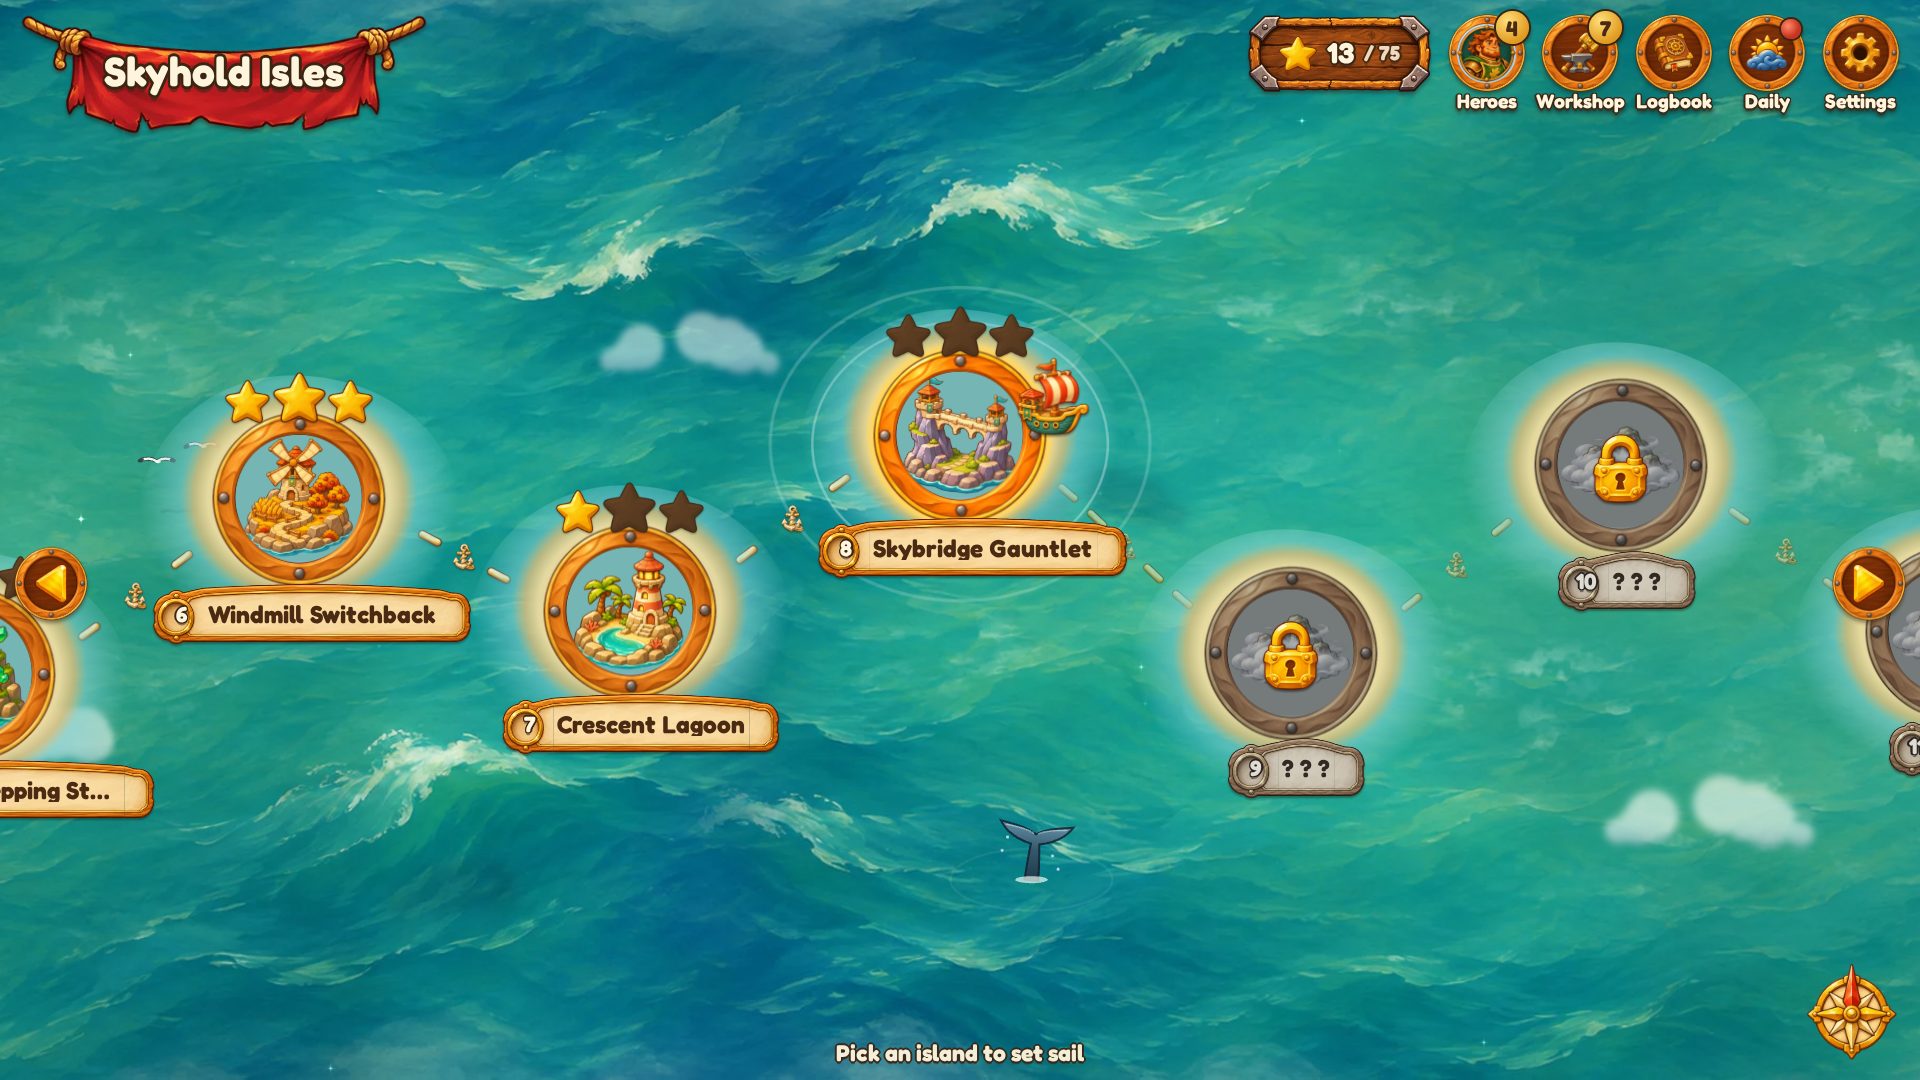 Skyhold Isles
13 / 75
4
7
Heroes
Workshop
Logbook
Daily
Settings
8 Skybridge Gauntlet
10 ? ? ?
6 Windmill Switchback
7 Crescent Lagoon
9 ? ? ?
pping St...
Pick an island to set sail